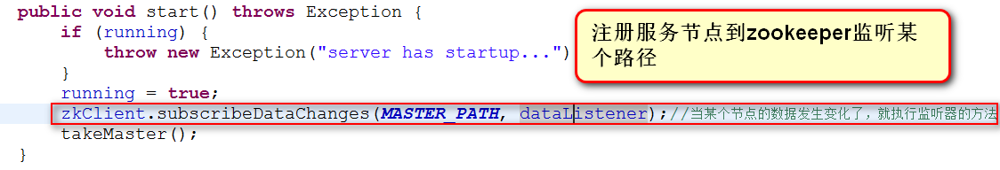 public void start() throws Exception {
if (running) {
throw new Exception("server has startup...")
}
running = true;
zkClient.subscribeDataChanges(MASTER_PATH, dataListener);//当某个节点的数据发生变化了，就执行监听器的方法
takeMaster();
}
注册服务节点到zookeeper监听某
个路径